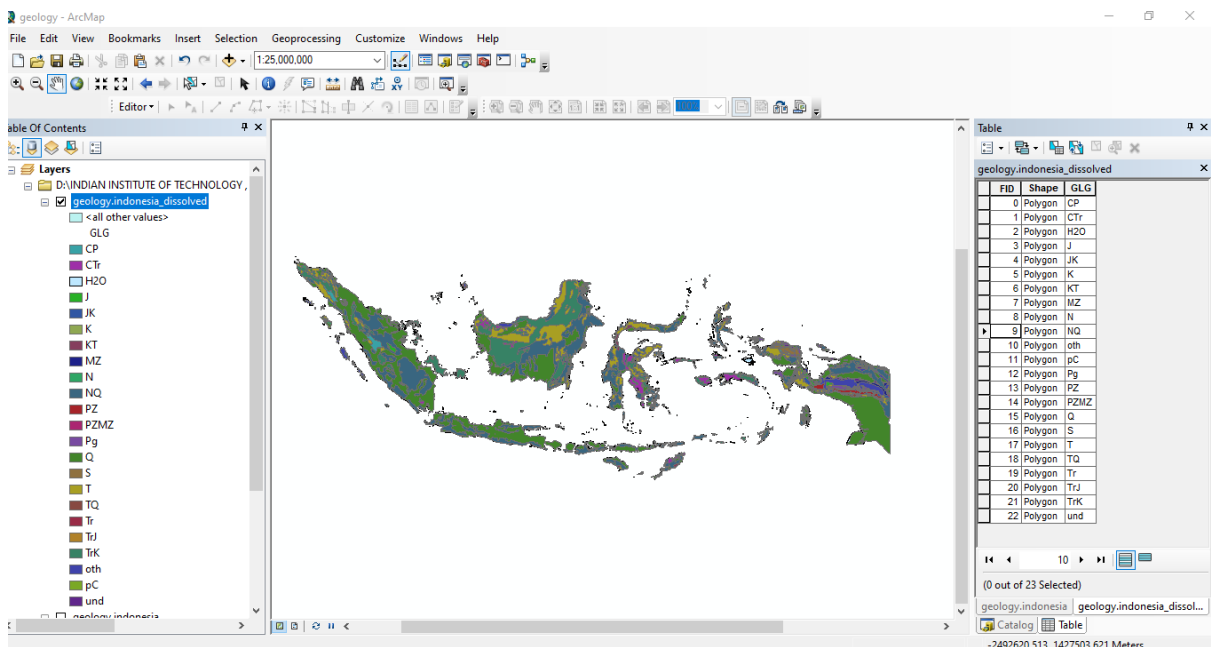 geology - ArcMap
File Edit View Bookmarks Insert Selection Geoprocessing Customize Windows Help
1:25,000,000
Editor
able Of Contents
Table
Layers
D:\INDIAN INSTITUTE OF TECHNOLOGY ,
geology.indonesia_dissolved
<all other values>
GLG
CP
CTr
H2O
J
JK
K
KT
MZ
N
NQ
PZ
PZMZ
Pg
Q
S
T
TQ
Tr
TrJ
TrK
oth
pC
und
geology.indonesia
geology.indonesia_dissolved
FID Shape GLG
0 Polygon CP
1 Polygon CTr
2 Polygon H2O
3 Polygon J
4 Polygon JK
5 Polygon K
6 Polygon KT
7 Polygon MZ
8 Polygon N
9 Polygon NQ
10 Polygon oth
11 Polygon pC
12 Polygon Pg
13 Polygon PZ
14 Polygon PZMZ
15 Polygon Q
16 Polygon S
17 Polygon T
18 Polygon TQ
19 Polygon Tr
20 Polygon TrJ
21 Polygon TrK
22 Polygon und
10
(0 out of 23 Selected)
geology.indonesia geology.indonesia_dissol...
Catalog Table
-2492620.513 1427503.621 Meters